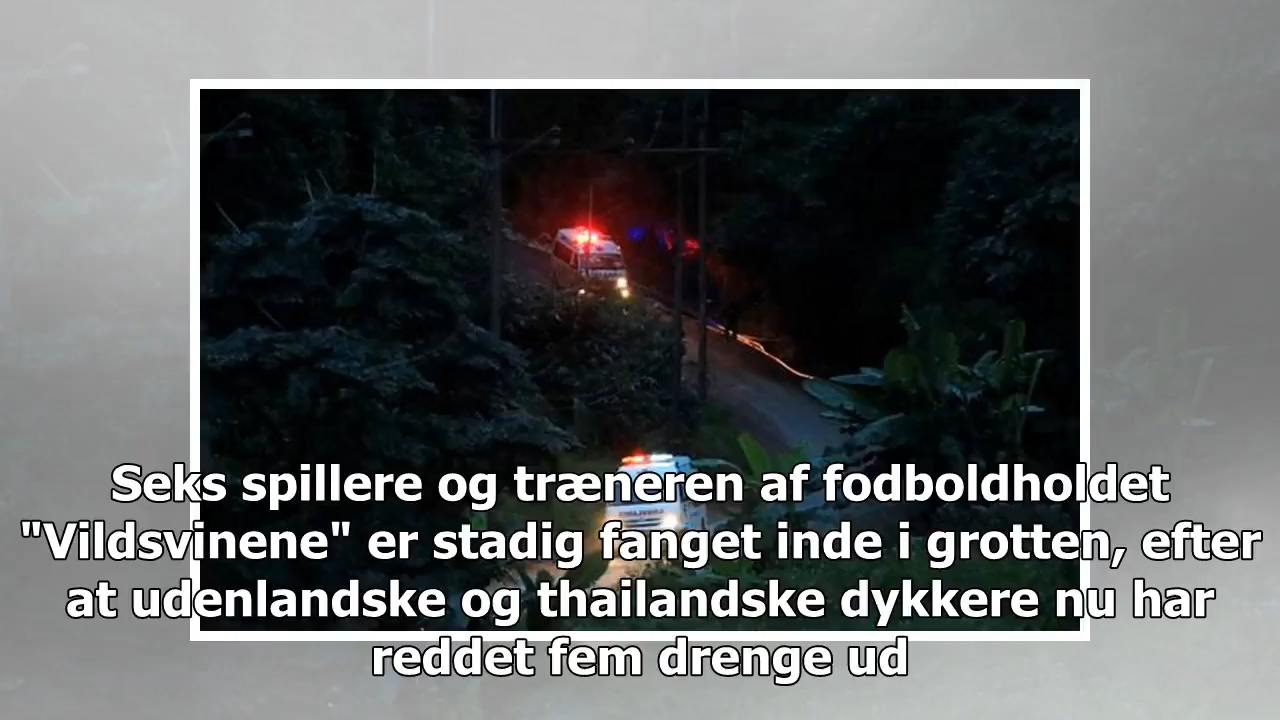 Seks spillere og træneren af fodboldholdet
"Vildsvinene" er stadig fanget inde i grotten, efter
at udenlandske og thailandske dykkere nu har
reddet fem drenge ud